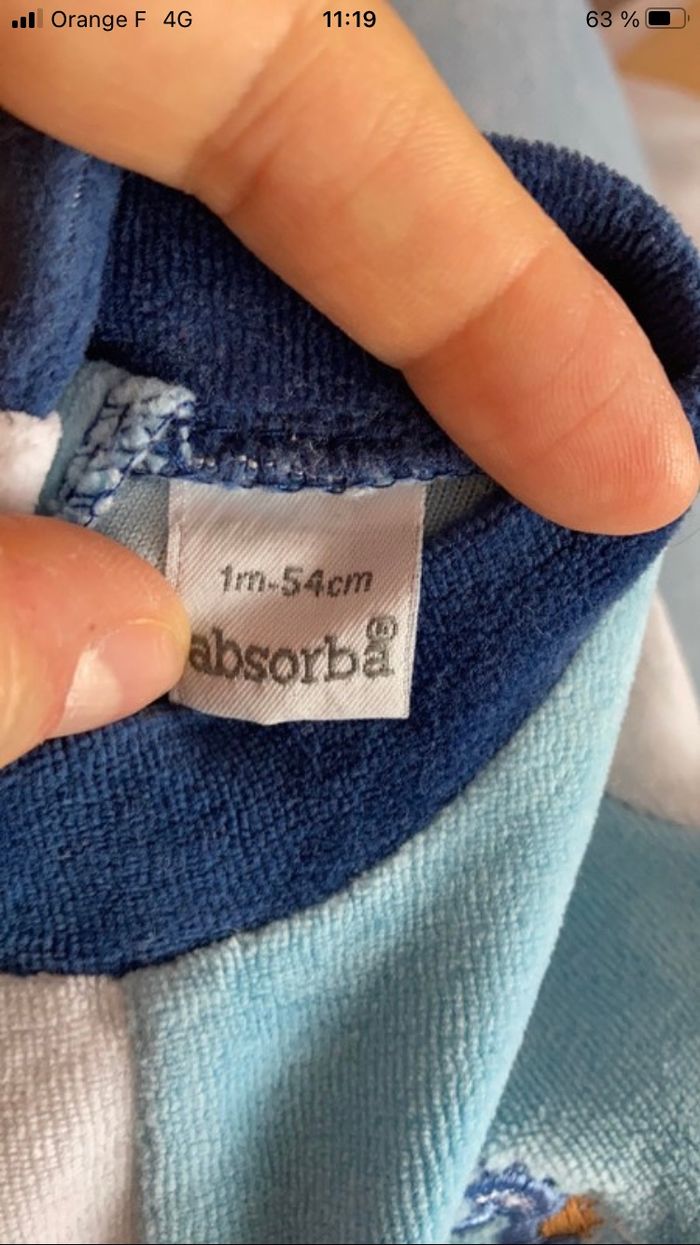 Orange F 4G 11:19 63 %
1m-54cm
absorba®